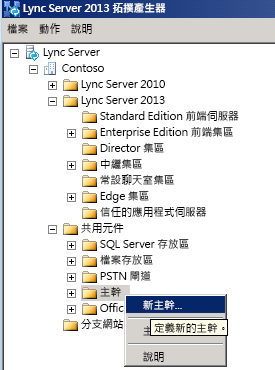 Lync Server 2013 拓撲產生器
檔案 動作 說明
Lync Server
Contoso
Lync Server 2010
Lync Server 2013
Standard Edition 前端伺服器
Enterprise Edition 前端集區
Director 集區
中繼集區
常設聊天室集區
Edge 集區
信任的應用程式伺服器
共用元件
SQL Server 存放區
檔案存放區
PSTN 閘道
主幹
新主幹...
Offic
主
定義新的主幹。
分支網站
說明